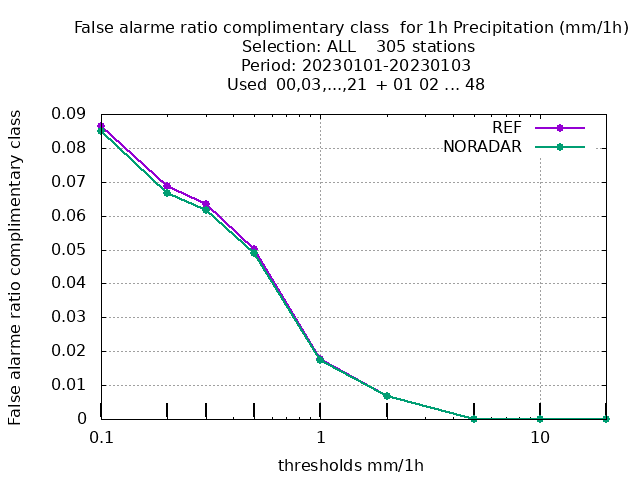 False alarme ratio complimentary class  for 1h Precipitation (mm/1h)
Selection: ALL    305 stations
Period: 20230101-20230103
Used  00,03,...,21  + 01 02 ... 48
False alarme ratio complimentary class
0.09
0.08
0.07
0.06
0.05
0.04
0.03
0.02
0.01
0
REF
NORADAR
0.1
1
10
thresholds mm/1h